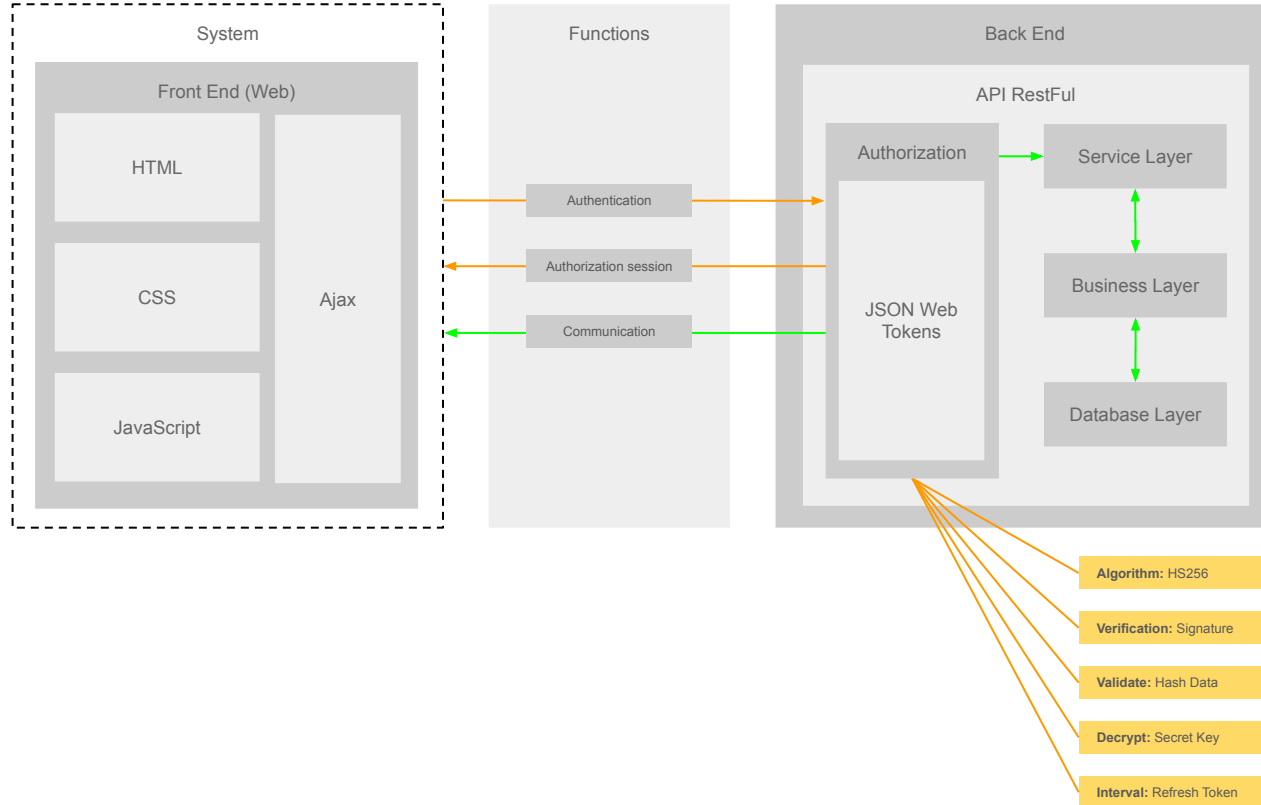 System
Functions
Back End
Front End (Web)
API RestFul
HTML
CSS
JavaScript
Ajax
Authentication
Authorization session
Communication
Authorization
JSON Web
Tokens
Service Layer
Business Layer
Database Layer
Algorithm: HS256
Verification: Signature
Validate: Hash Data
Decrypt: Secret Key
Interval: Refresh Token